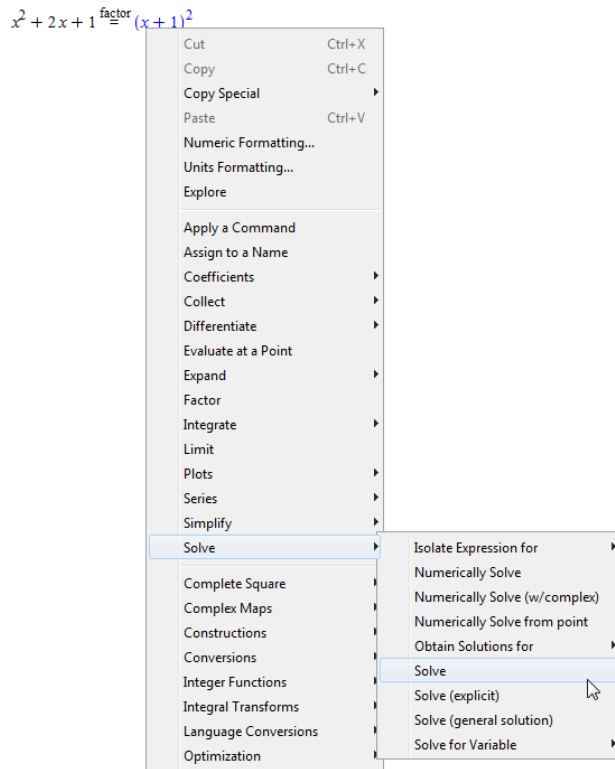 x² + 2 x + 1 factor = (x + 1)²
Cut Ctrl+X
Copy Ctrl+C
Copy Special
Paste Ctrl+V
Numeric Formatting...
Units Formatting...
Explore
Apply a Command
Assign to a Name
Coefficients
Collect
Differentiate
Evaluate at a Point
Expand
Factor
Integrate
Limit
Plots
Series
Simplify
Solve
Complete Square
Complex Maps
Constructions
Conversions
Integer Functions
Integral Transforms
Language Conversions
Optimization
Isolate Expression for
Numerically Solve
Numerically Solve (w/complex)
Numerically Solve from point
Obtain Solutions for
Solve
Solve (explicit)
Solve (general solution)
Solve for Variable